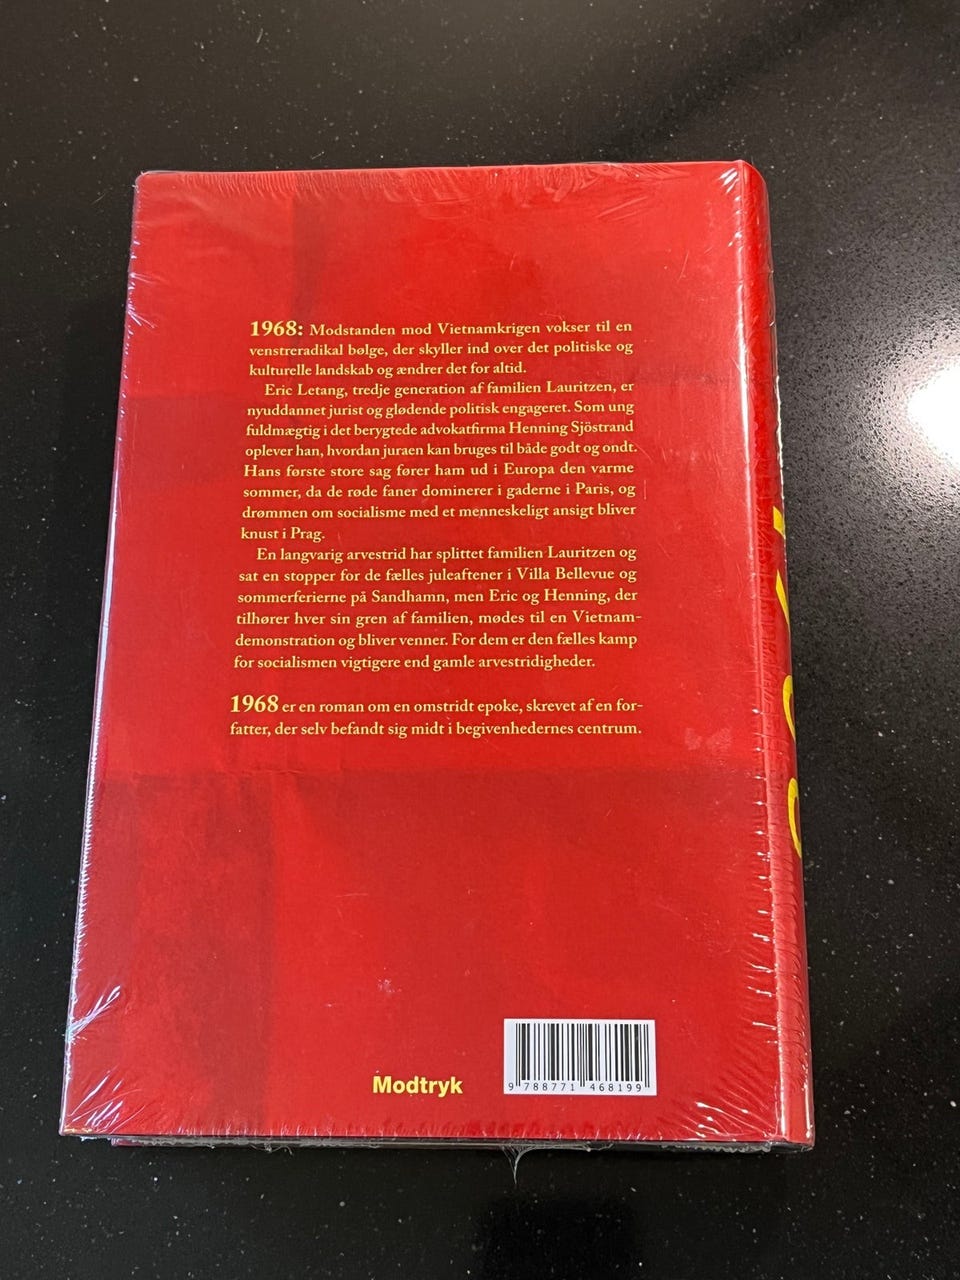 1968: Modstanden mod Vietnamkrigen vokser til en
venstreradikal bølge, der skyller ind over det politiske og
kulturelle landskab og ændrer det for altid.
Eric Letang, tredje generation af familien Lauritzen, er
nyuddannet jurist og glødende politisk engageret. Som ung
fuldmægtig i det berygtede advokatfirma Henning Sjöstrand
oplever han, hvordan juraen kan bruges til både godt og ondt.
Hans første store sag fører ham ud i Europa den varme
sommer, da de røde faner dominerer i gaderne i Paris, og
drømmen om socialisme med et menneskeligt ansigt bliver
knust i Prag.
En langvarig arvestrid har splittet familien Lauritzen og
sat en stopper for de fælles juleaftener i Villa Bellevue og
sommerferierne på Sandhamn, men Eric og Henning, der
tilhører hver sin gren af familien, mødes til en Vietnam-
demonstration og bliver venner. For dem er den fælles kamp
for socialismen vigtigere end gamle arvestridigheder.
1968 er en roman om en omstridt epoke, skrevet af en for-
fatter, der selv befandt sig midt i begivenhedernes centrum.
Modtryk
9 788771 468199